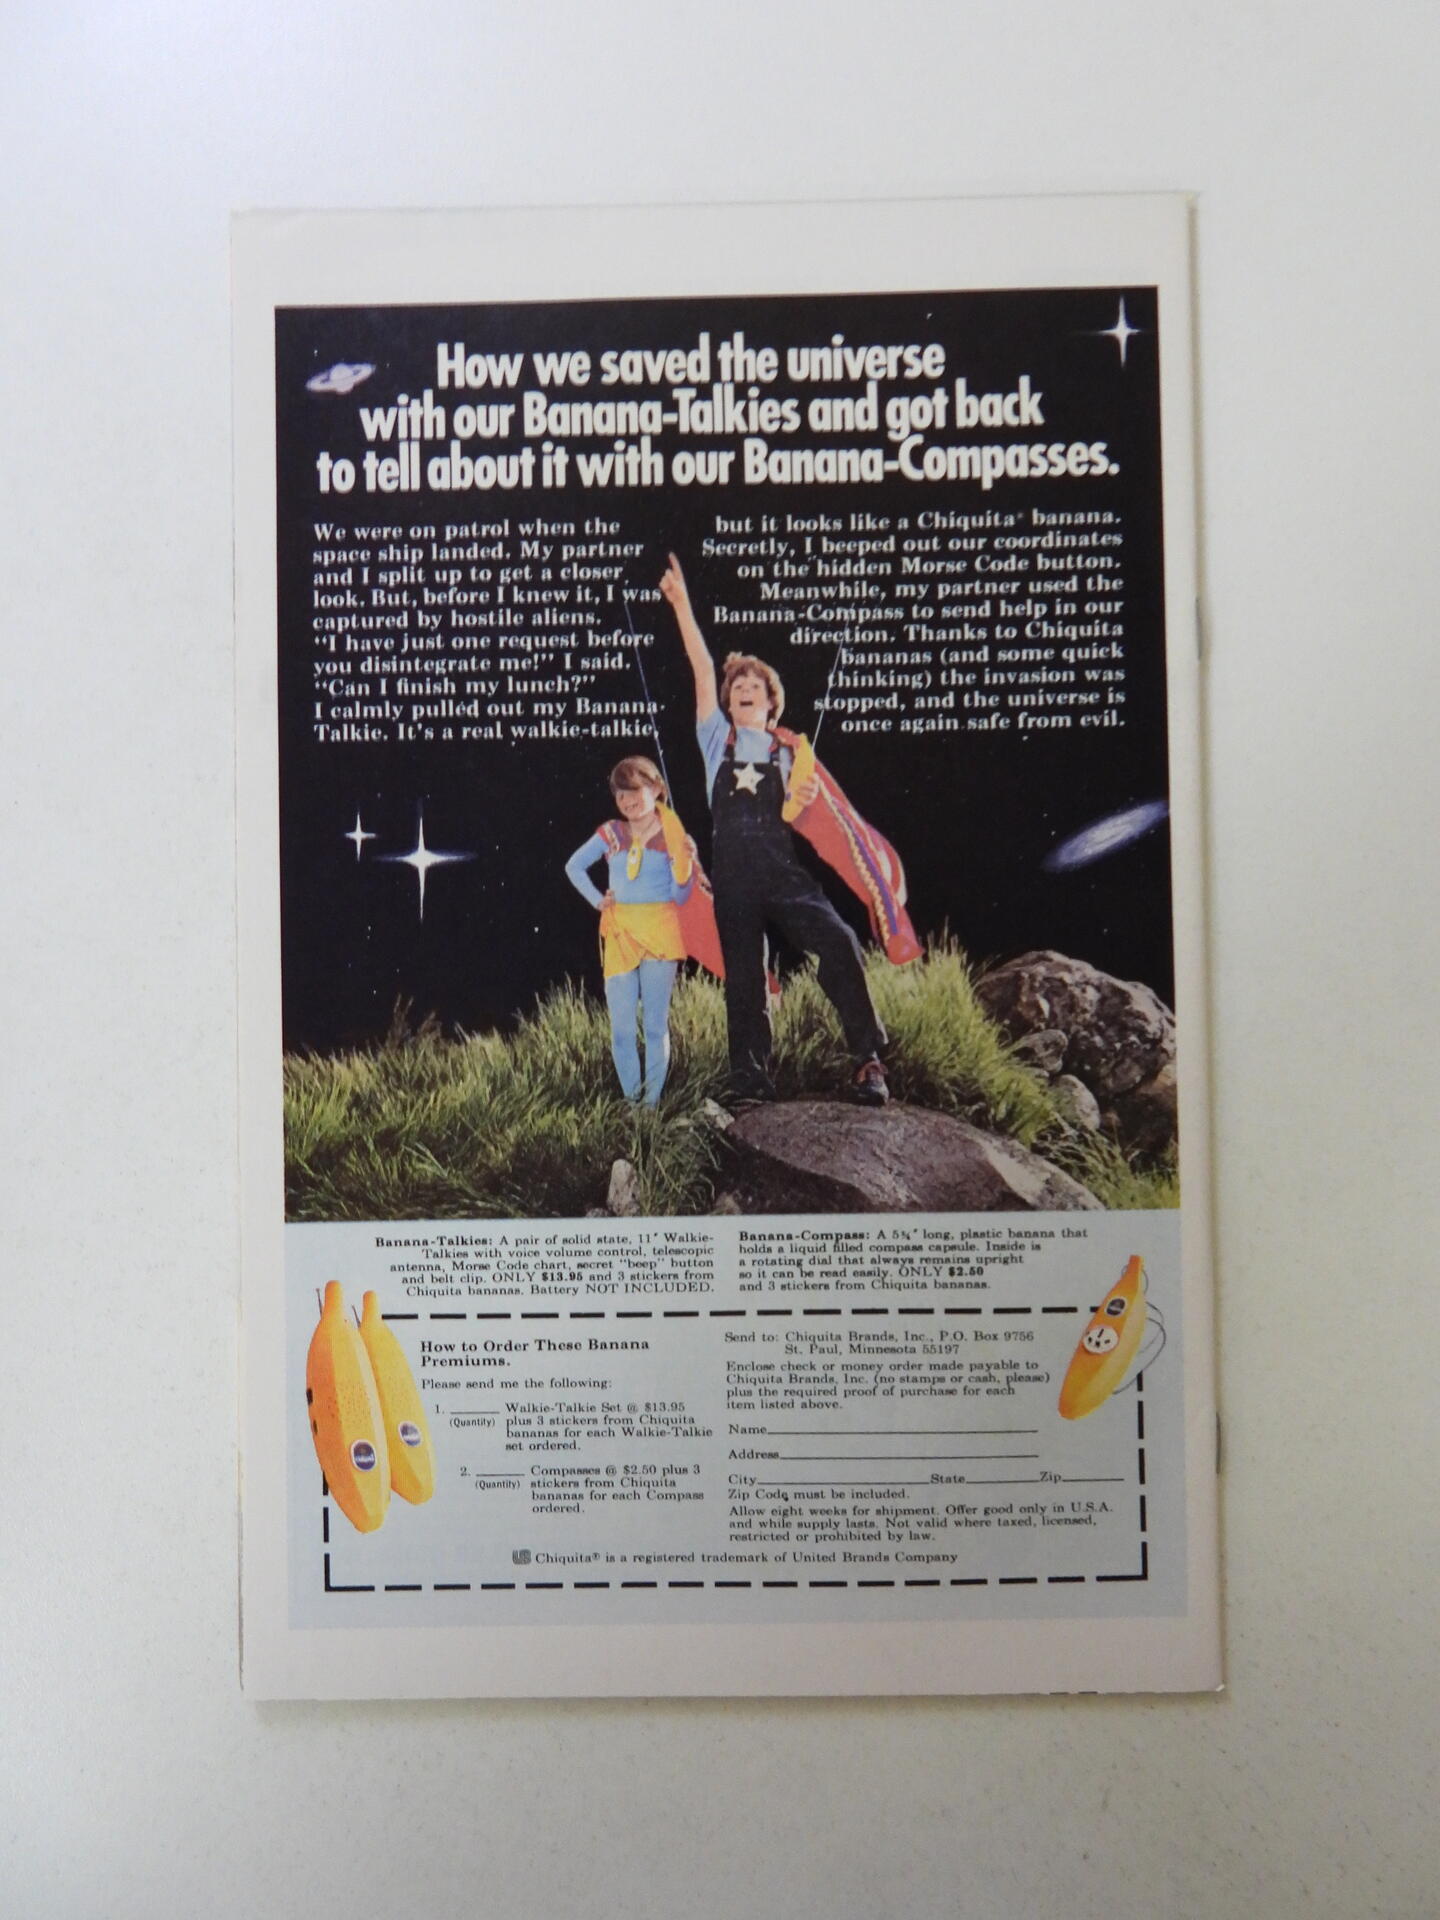 How we saved the universe
with our Banana-Talkies and got back
to tell about it with our Banana-Compasses.
We were on patrol when the
space ship landed. My partner
and I split up to get a closer
look. But, before I knew it, I was
captured by hostile aliens.
"I have just one request before
you disintegrate me!" I said.
"Can I finish my lunch?"
I calmly pulled out my Banana-
Talkie. It's a real walkie-talkie,
but it looks like a Chiquita® banana.
Secretly, I beeped out our coordinates
on the hidden Morse Code button.
Meanwhile, my partner used the
Banana-Compass to send help in our
direction. Thanks to Chiquita
bananas (and some quick
thinking) the invasion was
stopped, and the universe is
once again safe from evil.
Banana-Talkies: A pair of solid state, 11" Walkie-
Talkies with voice volume control, telescopic
antenna, Morse Code chart, secret "beep" button
and belt clip. ONLY $13.95 and 3 stickers from
Chiquita bananas. Battery NOT INCLUDED.
Banana-Compass: A 5¾" long, plastic banana that
holds a liquid filled compass capsule. Inside is
a rotating dial that always remains upright
so it can be read easily. ONLY $2.50
and 3 stickers from Chiquita bananas.
How to Order These Banana
Premiums.
Please send me the following:
1. ______ Walkie-Talkie Set @ $13.95
(Quantity) plus 3 stickers from Chiquita
bananas for each Walkie-Talkie
set ordered.
2. ______ Compasses @ $2.50 plus 3
(Quantity) stickers from Chiquita
bananas for each Compass
ordered.
Send to: Chiquita Brands, Inc., P.O. Box 9756
St. Paul, Minnesota 55197
Enclose check or money order made payable to
Chiquita Brands, Inc. (no stamps or cash, please)
plus the required proof of purchase for each
item listed above.
Name
Address
City State Zip
Zip Code must be included.
Allow eight weeks for shipment. Offer good only in U.S.A.
and while supply lasts. Not valid where taxed, licensed,
restricted or prohibited by law.
Chiquita® is a registered trademark of United Brands Company